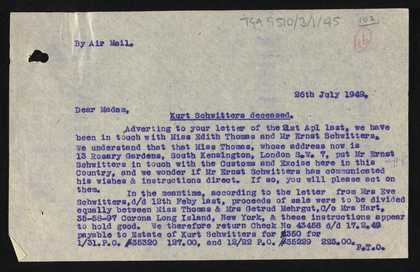 TGA 9510/3/1/95
102
86
By Air Mail.
26th July 1949.
Dear Madam,
Kurt Schwitters deceased.
Adverting to your letter of the 21st Apl last, we have
been in touch with Miss Edith Thomas and Mr Ernst Schwitters.
We understand that that Miss Thomas, whose address now is
13 Rosary Gardens, South Kensington, London S.W. 7, put Mr Ernst
Schwitters in touch with the Customs and Excise here in this
Country, and we wonder if Mr Ernst Schwitters has communicated
his wishes & instructions direct. If so, you will please act on
them.
In the meantime, according to the letter from Mrs Eve
Schwitters, d/d 12th Feby last, proceeds of sale were to be divided
equally between Miss Thomas & Mrs Getrud Mehrgut, C/o Mrs Hart,
35-58-97 Corona Long Island, New York, & these instructions appear
to hold good. We therefore return Check No 43458 d/d 17.2.49
payable to Estate of Kurt Schwitters for $350 for
1/31.P.O. #35320 127.00, and 12/22 P.O. #35229 223.00.
P.T.O.